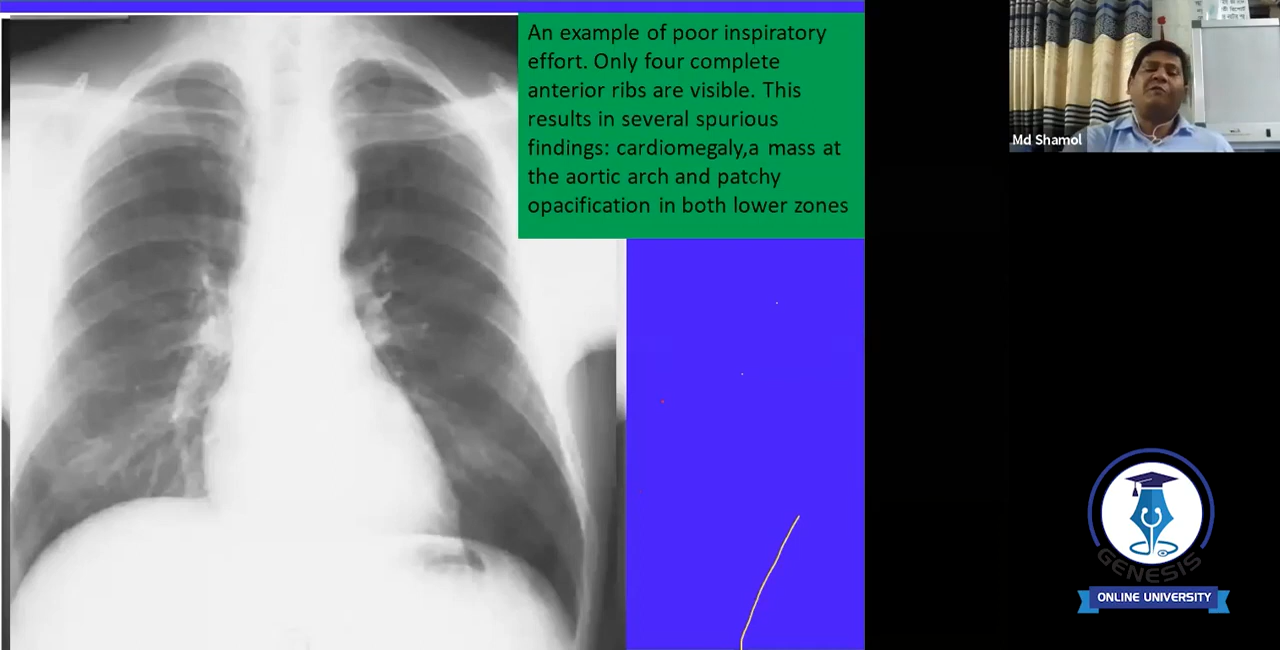 An example of poor inspiratory
effort. Only four complete
anterior ribs are visible. This
results in several spurious
findings: cardiomegaly,a mass at
the aortic arch and patchy
opacification in both lower zones
Md Shamol
GENESIS
ONLINE UNIVERSITY